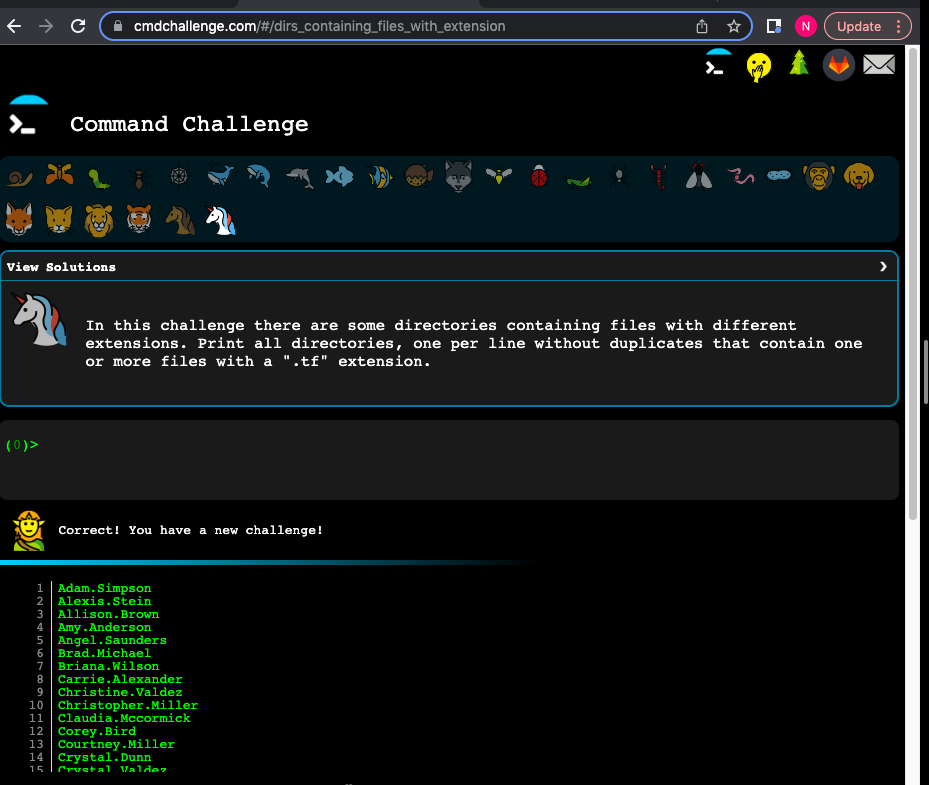 cmdchallenge.com/#/dirs_containing_files_with_extension
N
Update
Command Challenge
View Solutions
In this challenge there are some directories containing files with different
extensions. Print all directories, one per line without duplicates that contain one
or more files with a ".tf" extension.
(0)>
Correct! You have a new challenge!
1 Adam.Simpson
2 Alexis.Stein
3 Allison.Brown
4 Amy.Anderson
5 Angel.Saunders
6 Brad.Michael
7 Briana.Wilson
8 Carrie.Alexander
9 Christine.Valdez
10 Christopher.Miller
11 Claudia.Mccormick
12 Corey.Bird
13 Courtney.Miller
14 Crystal.Dunn
15 Crystal.Valdez